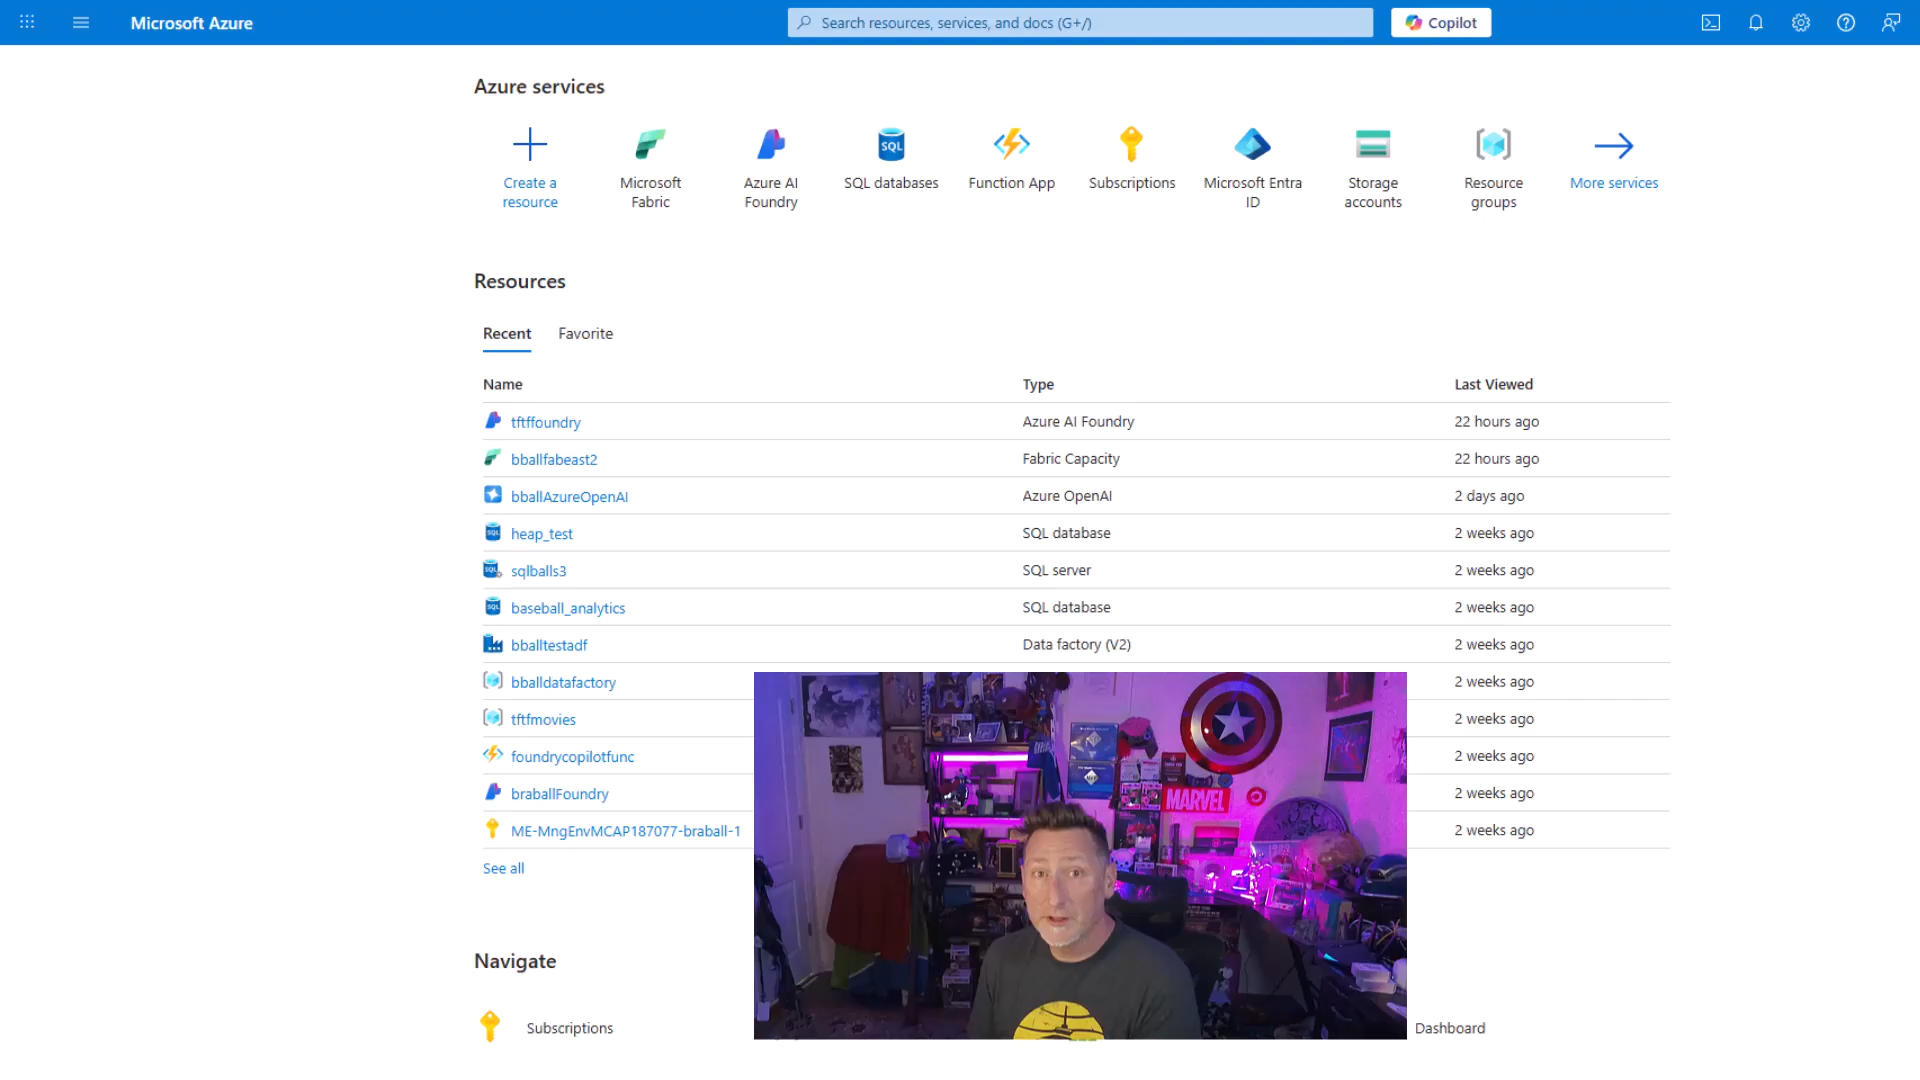 Microsoft Azure
Search resources, services, and docs (G+/)
Copilot
Azure services
Create a resource
Microsoft Fabric
Azure AI Foundry
SQL
SQL databases
Function App
Subscriptions
Microsoft Entra ID
Storage accounts
Resource groups
More services
Resources
Recent Favorite
Name Type Last Viewed
tftffoundry Azure AI Foundry 22 hours ago
bballfabeast2 Fabric Capacity 22 hours ago
bballAzureOpenAI Azure OpenAI 2 days ago
heap_test SQL database 2 weeks ago
sqlballs3 SQL server 2 weeks ago
baseball_analytics SQL database 2 weeks ago
bballtestadf Data factory (V2) 2 weeks ago
bballdatafactory 2 weeks ago
tftfmovies 2 weeks ago
foundrycopilotfunc 2 weeks ago
braballFoundry 2 weeks ago
ME-MngEnvMCAP187077-braball-1 2 weeks ago
See all
MARVEL
Navigate
Subscriptions
Dashboard